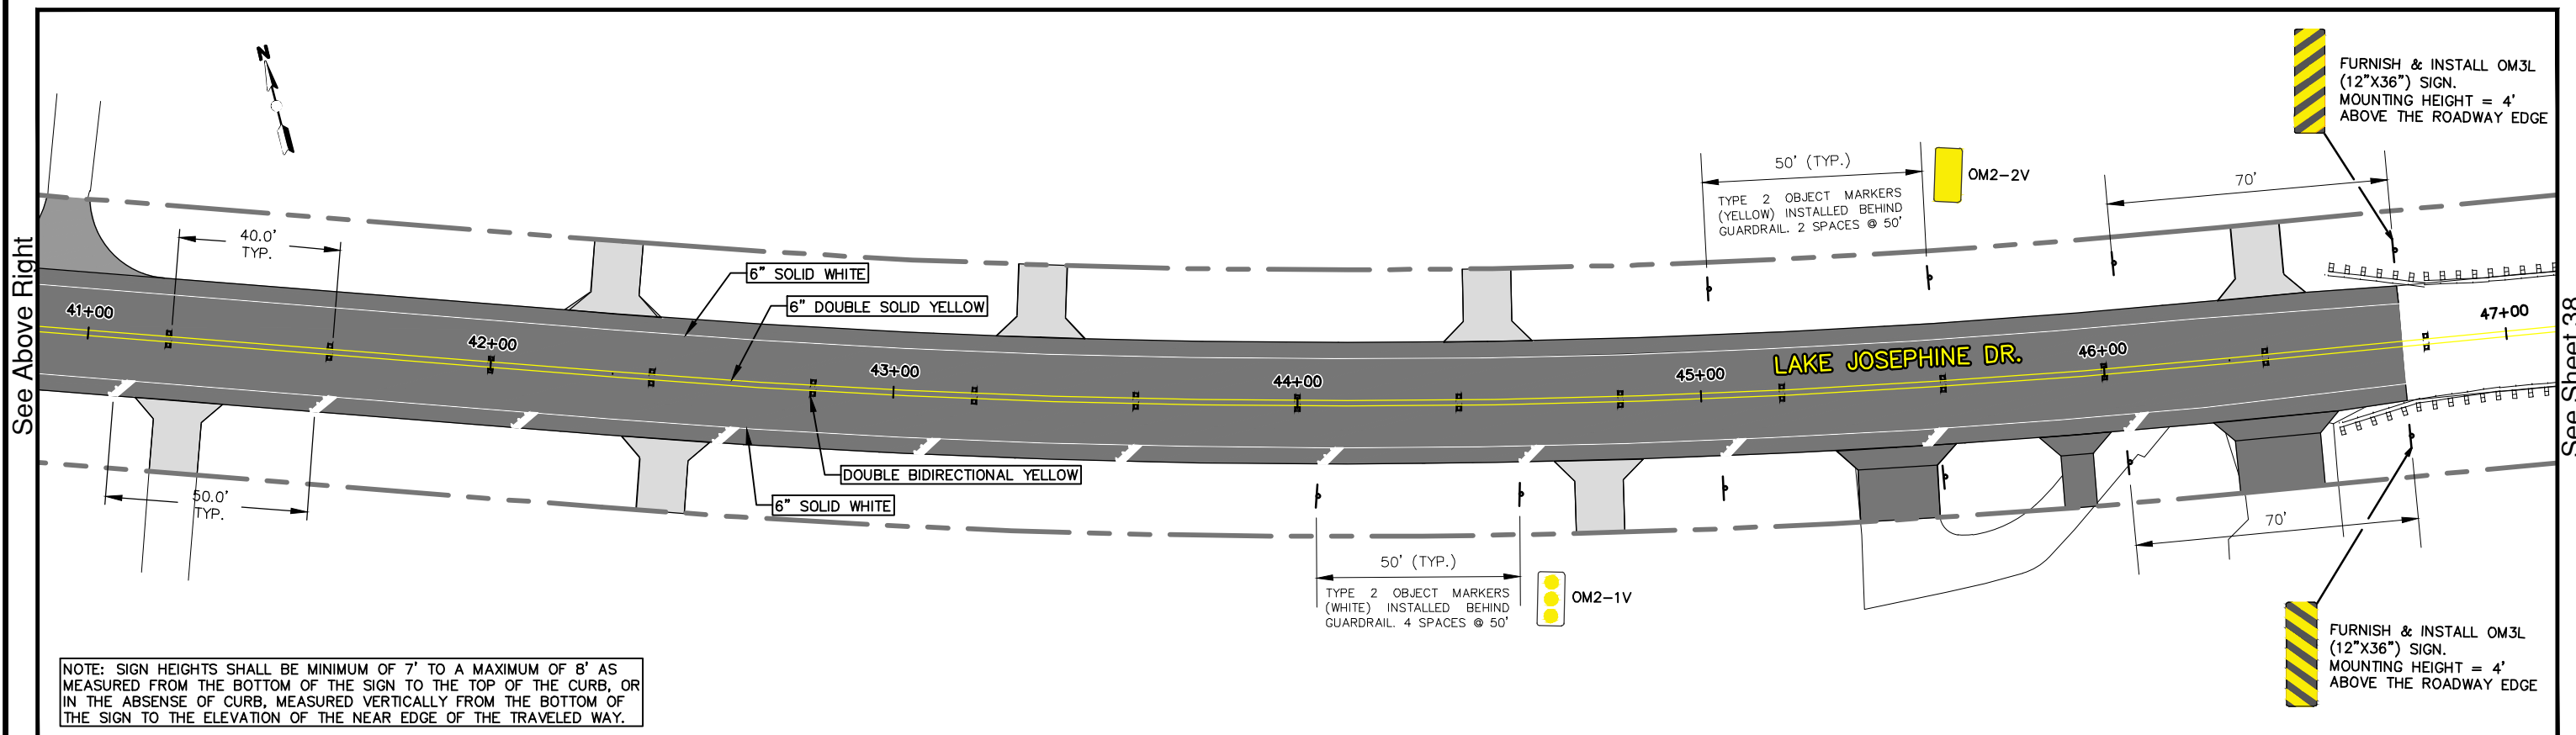 See Above Right
N
40.0'
TYP.
50.0'
TYP.
41+00
42+00
43+00
44+00
45+00
46+00
47+00
6" SOLID WHITE
6" DOUBLE SOLID YELLOW
DOUBLE BIDIRECTIONAL YELLOW
6" SOLID WHITE
LAKE JOSEPHINE DR.
50' (TYP.)
TYPE 2 OBJECT MARKERS
(YELLOW) INSTALLED BEHIND
GUARDRAIL. 2 SPACES @ 50'
OM2-2V
70'
FURNISH & INSTALL OM3L
(12"X36") SIGN.
MOUNTING HEIGHT = 4'
ABOVE THE ROADWAY EDGE
50' (TYP.)
TYPE 2 OBJECT MARKERS
(WHITE) INSTALLED BEHIND
GUARDRAIL. 4 SPACES @ 50'
OM2-1V
70'
FURNISH & INSTALL OM3L
(12"X36") SIGN.
MOUNTING HEIGHT = 4'
ABOVE THE ROADWAY EDGE
See Sheet 38
NOTE: SIGN HEIGHTS SHALL BE MINIMUM OF 7' TO A MAXIMUM OF 8' AS
MEASURED FROM THE BOTTOM OF THE SIGN TO THE TOP OF THE CURB, OR
IN THE ABSENSE OF CURB, MEASURED VERTICALLY FROM THE BOTTOM OF
THE SIGN TO THE ELEVATION OF THE NEAR EDGE OF THE TRAVELED WAY.